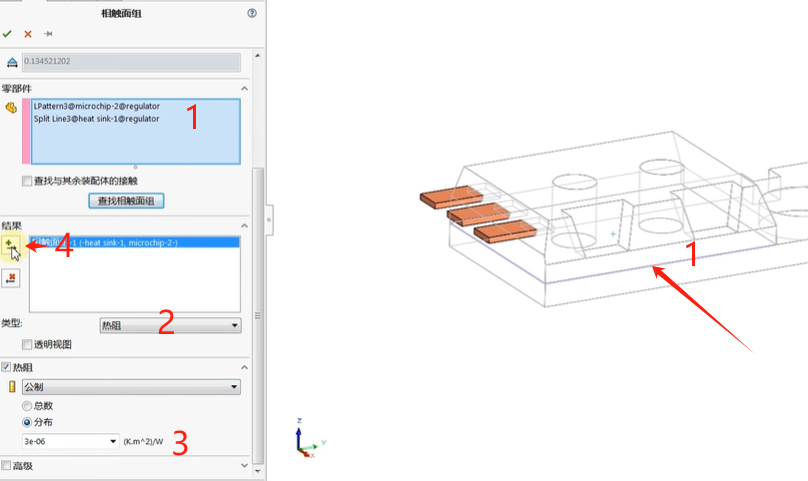 相触面组
0.134521202
零部件
LPattern3@microchip-2@regulator
Split Line3@heat sink-1@regulator
1
查找与其余装配体的接触
查找相触面组
结果
-1 (-heat sink-1, microchip-2-)
4
1
类型:
热阻
2
透明视图
热阻
公制
总数
分布
3e-06
(K.m^2)/W
3
高级
Z
Y
X